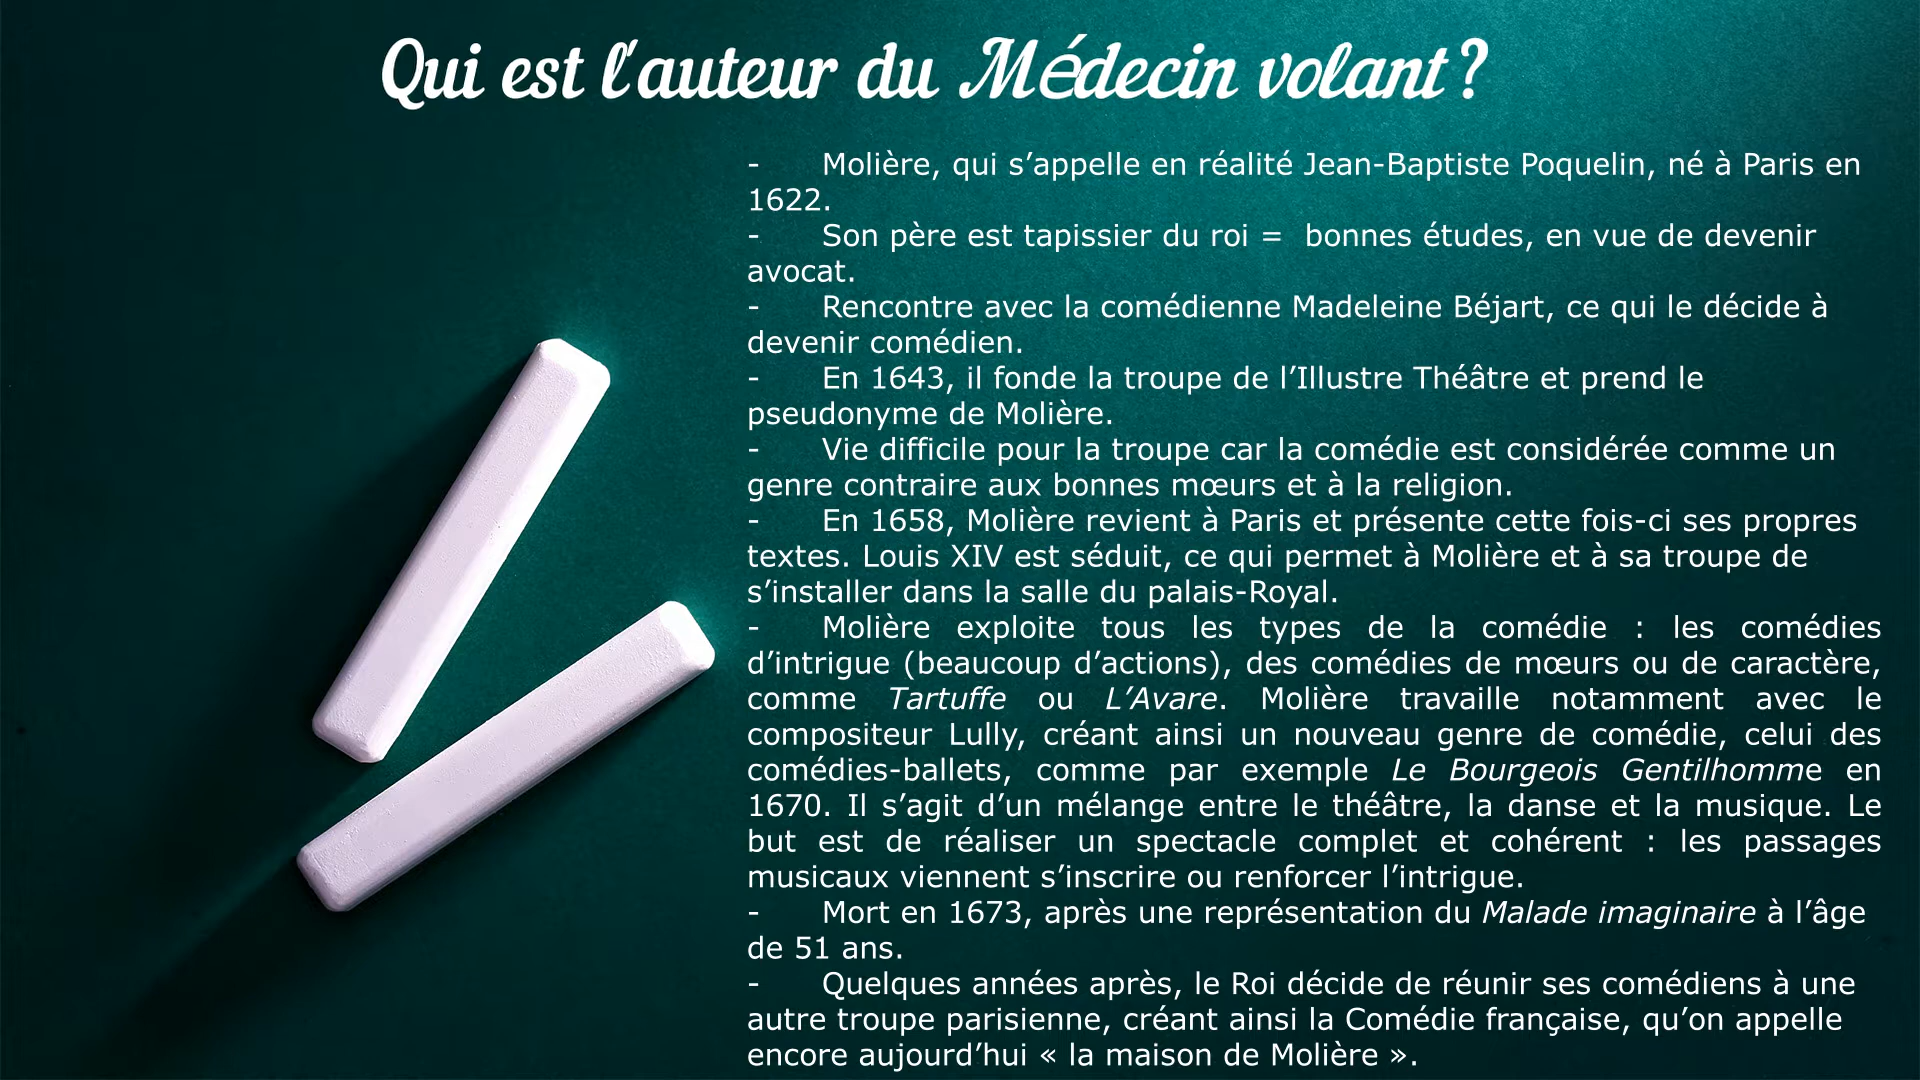 Qui est l'auteur du Médecin volant ?
- Molière, qui s’appelle en réalité Jean-Baptiste Poquelin, né à Paris en
1622.
- Son père est tapissier du roi = bonnes études, en vue de devenir
avocat.
- Rencontre avec la comédienne Madeleine Béjart, ce qui le décide à
devenir comédien.
- En 1643, il fonde la troupe de l’Illustre Théâtre et prend le
pseudonyme de Molière.
- Vie difficile pour la troupe car la comédie est considérée comme un
genre contraire aux bonnes mœurs et à la religion.
- En 1658, Molière revient à Paris et présente cette fois-ci ses propres
textes. Louis XIV est séduit, ce qui permet à Molière et à sa troupe de
s’installer dans la salle du palais-Royal.
- Molière exploite tous les types de la comédie : les comédies
d’intrigue (beaucoup d’actions), des comédies de mœurs ou de caractère,
comme Tartuffe ou L’Avare. Molière travaille notamment avec le
compositeur Lully, créant ainsi un nouveau genre de comédie, celui des
comédies-ballets, comme par exemple Le Bourgeois Gentilhomme en
1670. Il s’agit d’un mélange entre le théâtre, la danse et la musique. Le
but est de réaliser un spectacle complet et cohérent : les passages
musicaux viennent s’inscrire ou renforcer l’intrigue.
- Mort en 1673, après une représentation du Malade imaginaire à l’âge
de 51 ans.
- Quelques années après, le Roi décide de réunir ses comédiens à une
autre troupe parisienne, créant ainsi la Comédie française, qu’on appelle
encore aujourd’hui « la maison de Molière ».